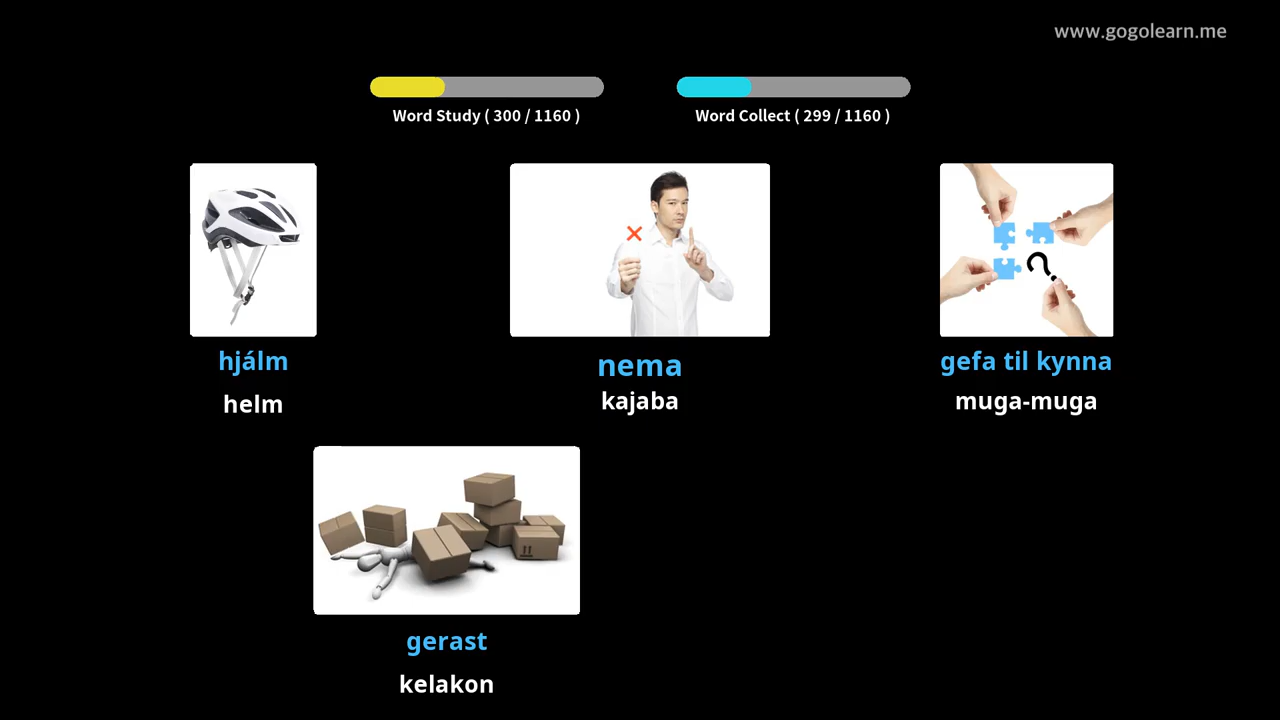 www.gogolearn.me
Word Study ( 300 / 1160 )
Word Collect ( 299 / 1160 )
hjálm
helm
nema
kajaba
gefa til kynna
muga-muga
gerast
kelakon